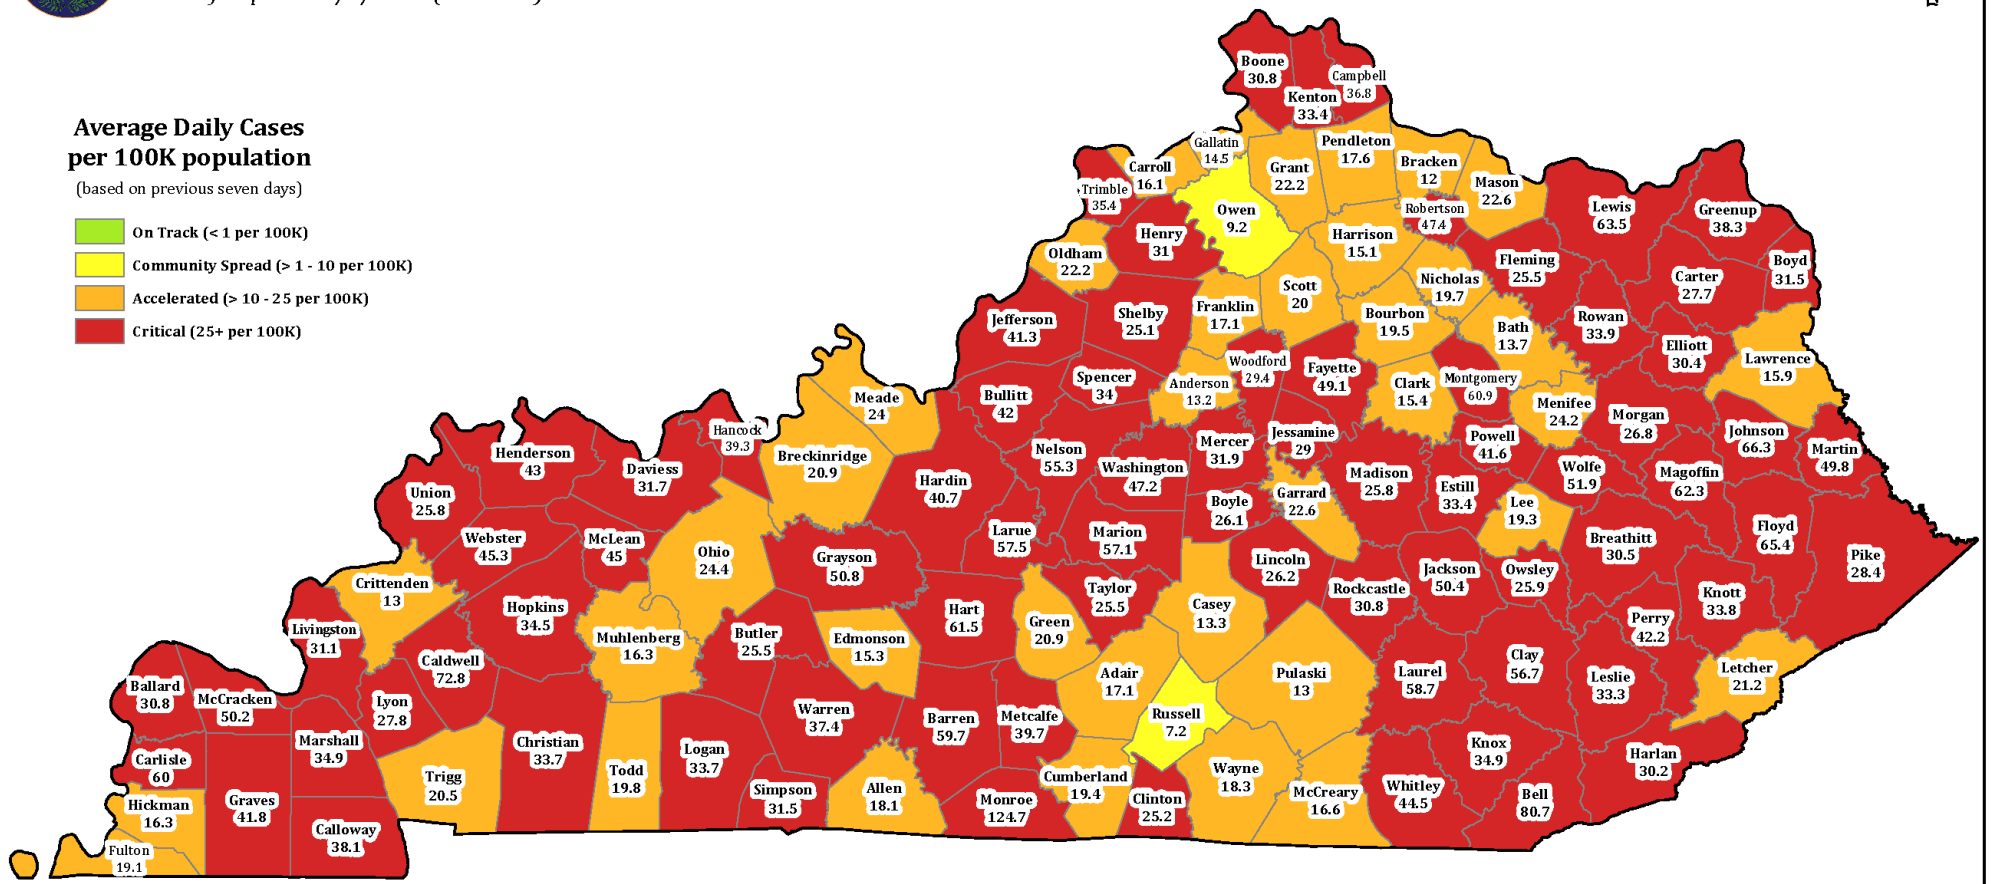 Average Daily Cases
per 100K population
(based on previous seven days)
On Track (< 1 per 100K)
Community Spread (> 1 - 10 per 100K)
Accelerated (> 10 - 25 per 100K)
Critical (25+ per 100K)
Boone
30.8
Kenton
33.4
Campbell
36.8
Gallatin
14.5
Carroll
16.1
Trimble
35.4
Grant
22.2
Pendleton
17.6
Bracken
12
Mason
22.6
Robertson
47.4
Lewis
63.5
Greenup
38.3
Boyd
31.5
Owen
9.2
Henry
31
Oldham
22.2
Harrison
15.1
Fleming
25.5
Carter
27.7
Nicholas
19.7
Scott
20
Franklin
17.1
Shelby
25.1
Jefferson
41.3
Bourbon
19.5
Bath
13.7
Rowan
33.9
Elliott
30.4
Lawrence
15.9
Woodford
29.4
Fayette
49.1
Clark
15.4
Montgomery
60.9
Menifee
24.2
Morgan
26.8
Johnson
66.3
Martin
49.8
Anderson
13.2
Spencer
34
Bullitt
42
Meade
24
Breckinridge
20.9
Hancock
39.3
Daviess
31.7
Henderson
43
Union
25.8
Webster
45.3
McLean
45
Ohio
24.4
Grayson
50.8
Hardin
40.7
Larue
57.5
Nelson
55.3
Washington
47.2
Marion
57.1
Mercer
31.9
Boyle
26.1
Jessamine
29
Garrard
22.6
Madison
25.8
Estill
33.4
Powell
41.6
Lee
19.3
Wolfe
51.9
Magoffin
62.3
Floyd
65.4
Pike
28.4
Breathitt
30.5
Knott
33.8
Perry
42.2
Letcher
21.2
Owsley
25.9
Jackson
50.4
Rockcastle
30.8
Lincoln
26.2
Casey
13.3
Taylor
25.5
Green
20.9
Hart
61.5
Edmonson
15.3
Butler
25.5
Muhlenberg
16.3
Hopkins
34.5
Crittenden
13
Livingston
31.1
Caldwell
72.8
Lyon
27.8
Ballard
30.8
McCracken
50.2
Marshall
34.9
Carlisle
60
Hickman
16.3
Fulton
19.1
Graves
41.8
Calloway
38.1
Trigg
20.5
Christian
33.7
Todd
19.8
Logan
33.7
Simpson
31.5
Warren
37.4
Allen
18.1
Barren
59.7
Metcalfe
39.7
Monroe
124.7
Cumberland
19.4
Adair
17.1
Russell
7.2
Clinton
25.2
Wayne
18.3
Pulaski
13
McCreary
16.6
Laurel
58.7
Whitley
44.5
Knox
34.9
Bell
80.7
Clay
56.7
Leslie
33.3
Harlan
30.2